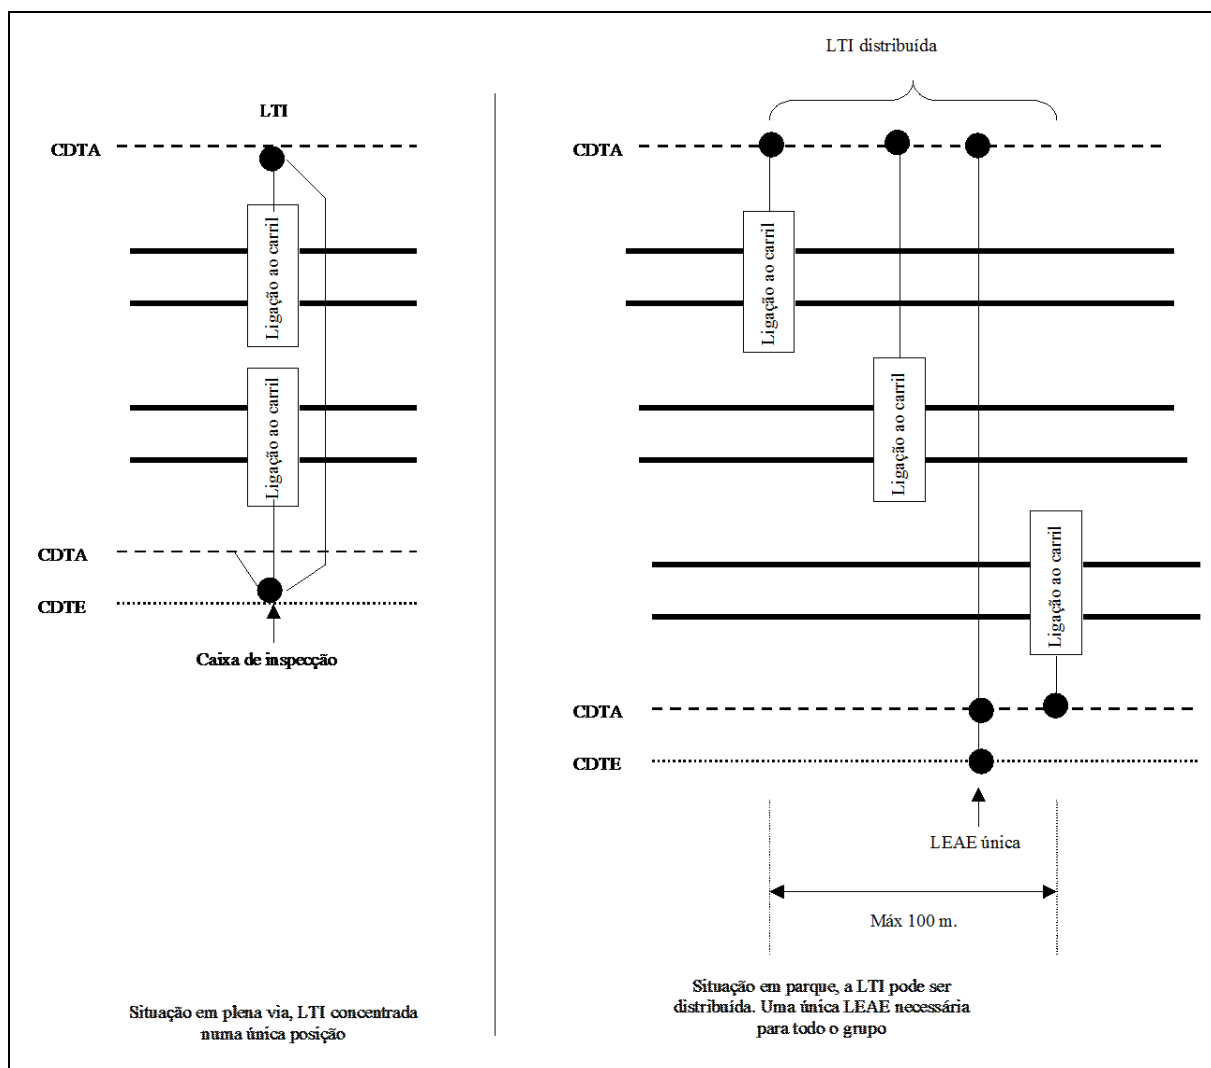 LTI
CDTA
Ligação ao carril
Ligação ao carril
CDTA
CDTE
Caixa de inspecção
Situação em plena via, LTI concentrada
numa única posição
LTI distribuída
CDTA
Ligação ao carril
Ligação ao carril
Ligação ao carril
CDTA
CDTE
LEAE única
Máx 100 m.
Situação em parque, a LTI pode ser
distribuída. Uma única LEAE necessária
para todo o grupo